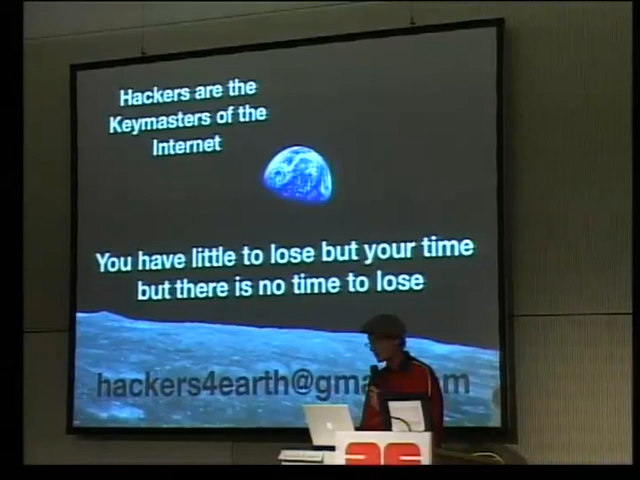 Hackers are the
Keymasters of the
Internet
You have little to lose but your time
but there is no time to lose
hackers4earth@gma
m